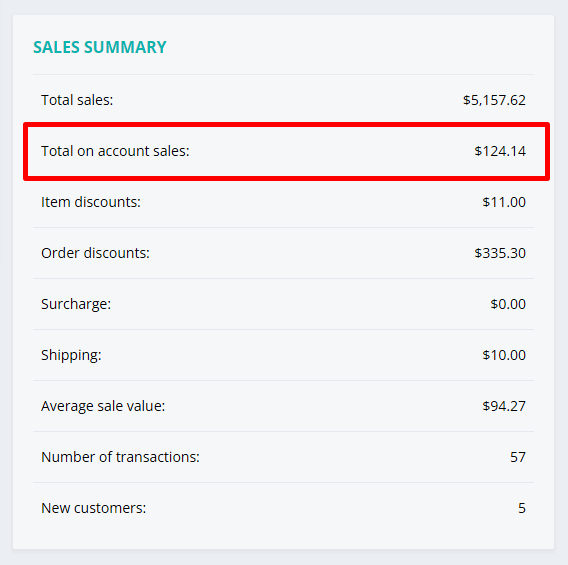 SALES SUMMARY
Total sales: $5,157.62
Total on account sales: $124.14
Item discounts: $11.00
Order discounts: $335.30
Surcharge: $0.00
Shipping: $10.00
Average sale value: $94.27
Number of transactions: 57
New customers: 5